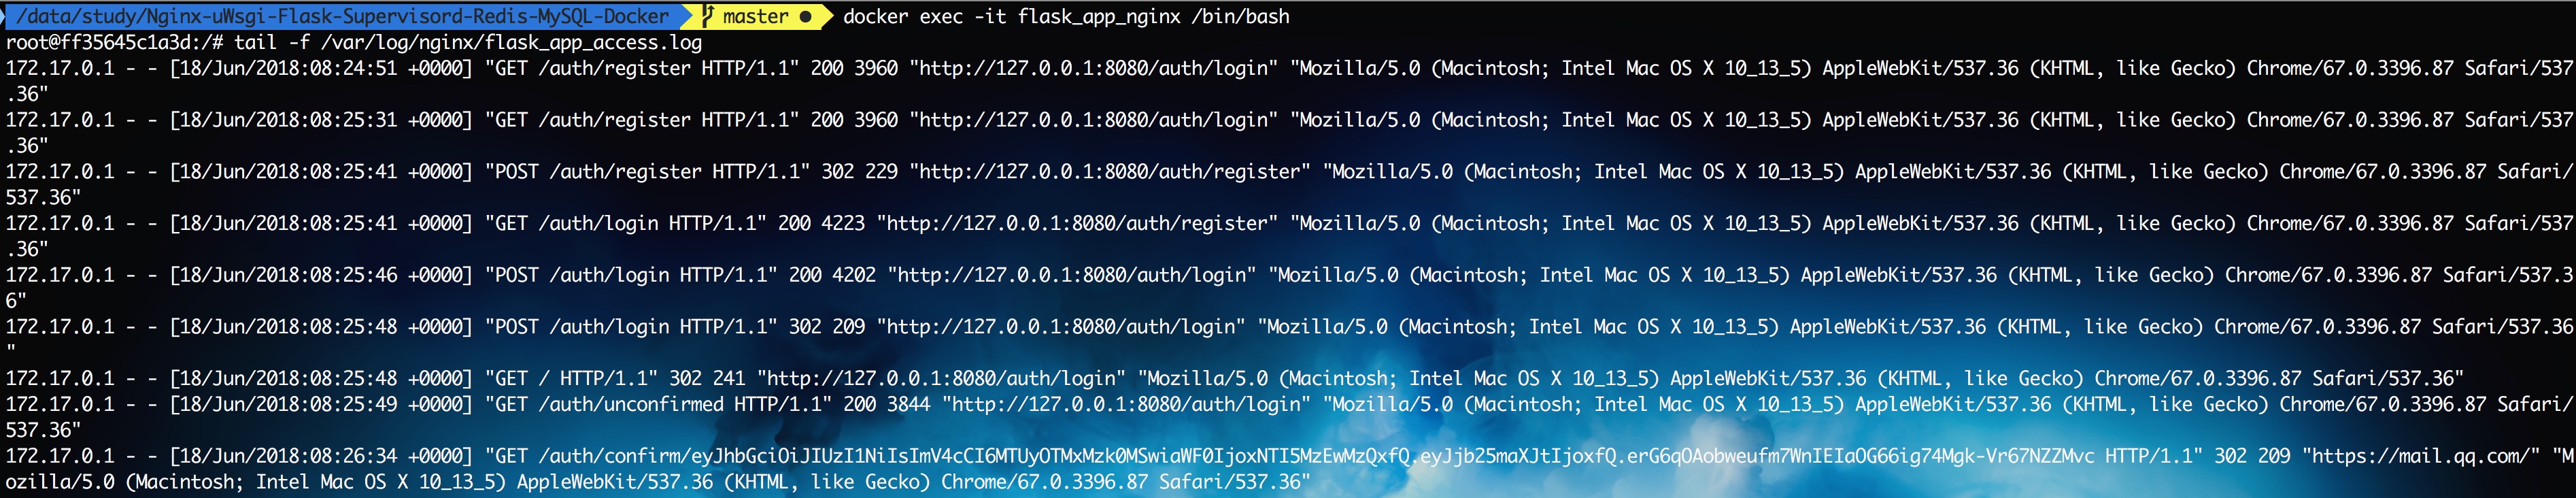 /data/study/Nginx-uWsgi-Flask-Supervisord-Redis-MySQL-Docker master ● docker exec -it flask_app_nginx /bin/bash
root@ff35645c1a3d:/# tail -f /var/log/nginx/flask_app_access.log
172.17.0.1 - - [18/Jun/2018:08:24:51 +0000] "GET /auth/register HTTP/1.1" 200 3960 "http://127.0.0.1:8080/auth/login" "Mozilla/5.0 (Macintosh; Intel Mac OS X 10_13_5) AppleWebKit/537.36 (KHTML, like Gecko) Chrome/67.0.3396.87 Safari/537
.36"
172.17.0.1 - - [18/Jun/2018:08:25:31 +0000] "GET /auth/register HTTP/1.1" 200 3960 "http://127.0.0.1:8080/auth/login" "Mozilla/5.0 (Macintosh; Intel Mac OS X 10_13_5) AppleWebKit/537.36 (KHTML, like Gecko) Chrome/67.0.3396.87 Safari/537
.36"
172.17.0.1 - - [18/Jun/2018:08:25:41 +0000] "POST /auth/register HTTP/1.1" 302 229 "http://127.0.0.1:8080/auth/register" "Mozilla/5.0 (Macintosh; Intel Mac OS X 10_13_5) AppleWebKit/537.36 (KHTML, like Gecko) Chrome/67.0.3396.87 Safari/
537.36"
172.17.0.1 - - [18/Jun/2018:08:25:41 +0000] "GET /auth/login HTTP/1.1" 200 4223 "http://127.0.0.1:8080/auth/register" "Mozilla/5.0 (Macintosh; Intel Mac OS X 10_13_5) AppleWebKit/537.36 (KHTML, like Gecko) Chrome/67.0.3396.87 Safari/537
.36"
172.17.0.1 - - [18/Jun/2018:08:25:46 +0000] "POST /auth/login HTTP/1.1" 200 4202 "http://127.0.0.1:8080/auth/login" "Mozilla/5.0 (Macintosh; Intel Mac OS X 10_13_5) AppleWebKit/537.36 (KHTML, like Gecko) Chrome/67.0.3396.87 Safari/537.3
6"
172.17.0.1 - - [18/Jun/2018:08:25:48 +0000] "POST /auth/login HTTP/1.1" 302 209 "http://127.0.0.1:8080/auth/login" "Mozilla/5.0 (Macintosh; Intel Mac OS X 10_13_5) AppleWebKit/537.36 (KHTML, like Gecko) Chrome/67.0.3396.87 Safari/537.36
"
172.17.0.1 - - [18/Jun/2018:08:25:48 +0000] "GET / HTTP/1.1" 302 241 "http://127.0.0.1:8080/auth/login" "Mozilla/5.0 (Macintosh; Intel Mac OS X 10_13_5) AppleWebKit/537.36 (KHTML, like Gecko) Chrome/67.0.3396.87 Safari/537.36"
172.17.0.1 - - [18/Jun/2018:08:25:49 +0000] "GET /auth/unconfirmed HTTP/1.1" 200 3844 "http://127.0.0.1:8080/auth/login" "Mozilla/5.0 (Macintosh; Intel Mac OS X 10_13_5) AppleWebKit/537.36 (KHTML, like Gecko) Chrome/67.0.3396.87 Safari/
537.36"
172.17.0.1 - - [18/Jun/2018:08:26:34 +0000] "GET /auth/confirm/eyJhbGciOiJIUzI1NiIsImV4cCI6MTUyOTMxMzk0MSwiaWF0IjoxNTI5MzEwMzQxfQ.eyJjb25maXJtIjoxfQ.erG6qOAobweufm7WnIEIaOG66ig74Mgk-Vr67NZZMvc HTTP/1.1" 302 209 "https://mail.qq.com/" "M
ozilla/5.0 (Macintosh; Intel Mac OS X 10_13_5) AppleWebKit/537.36 (KHTML, like Gecko) Chrome/67.0.3396.87 Safari/537.36"